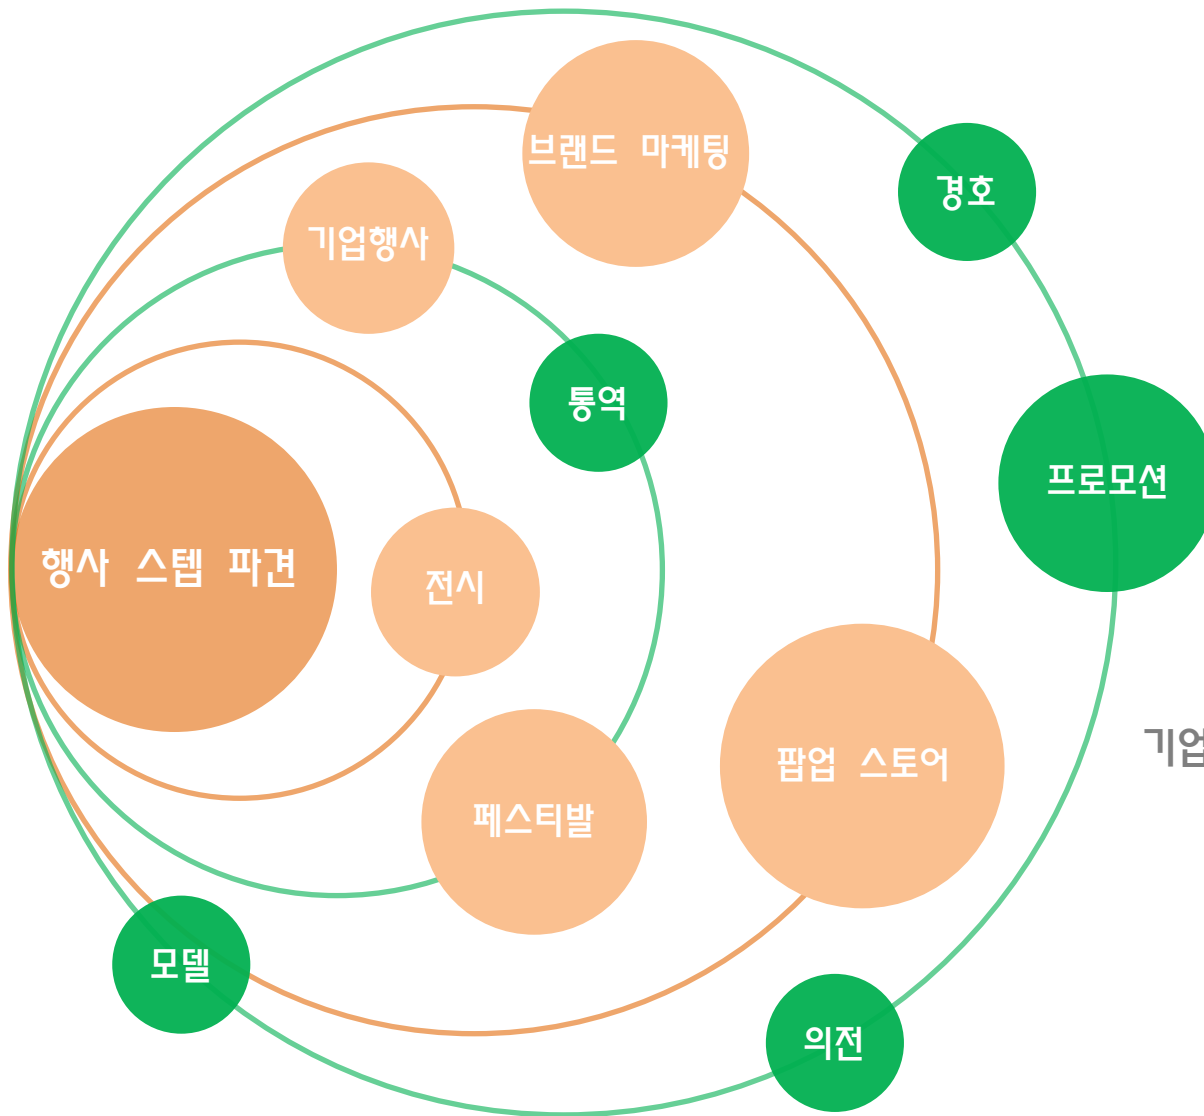 브랜드 마케팅
경호
기업행사
통역
프로모션
행사 스텝 파견
전시
기업
팝업 스토어
페스티발
모델
의전